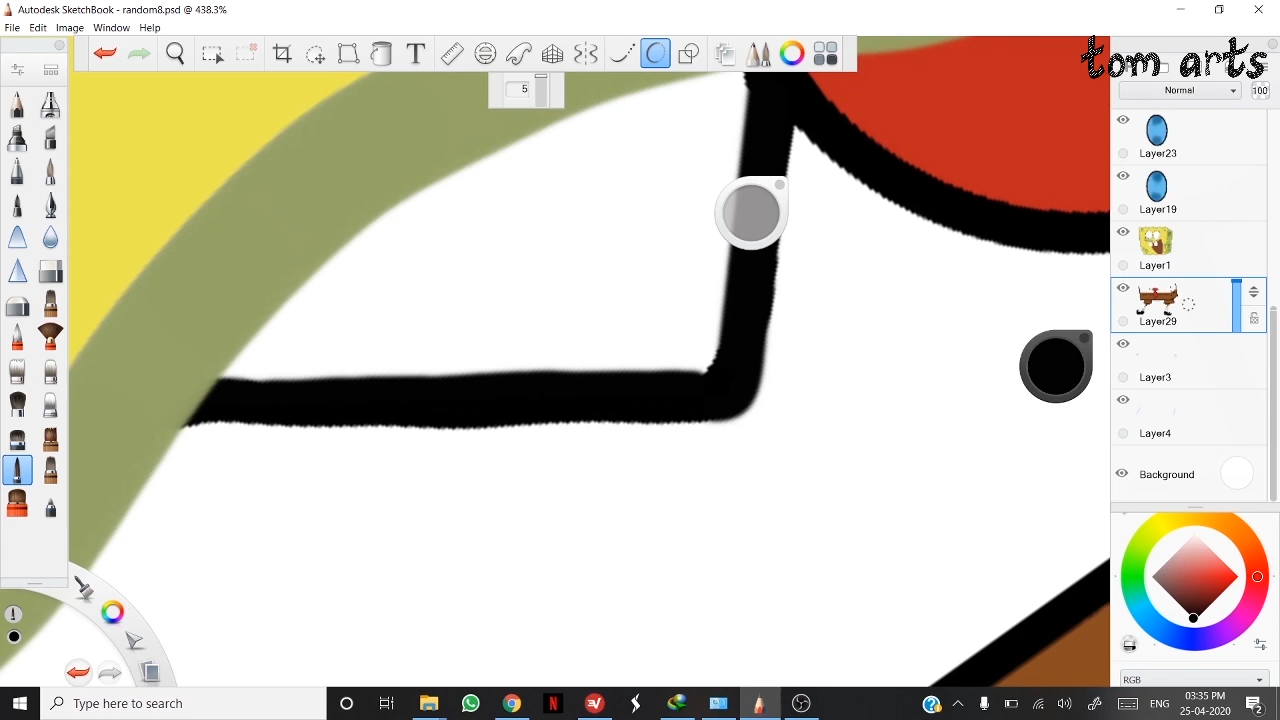 Autodesk SketchBook - random8.psd @ 438.3%
File Edit Image Window Help
T
5
tom arts
Normal
100
Layer23
Layer19
Layer1
Layer29
Layer3
Layer4
Background
RGB
Type here to search
ENG
03:35 PM
25-04-2020